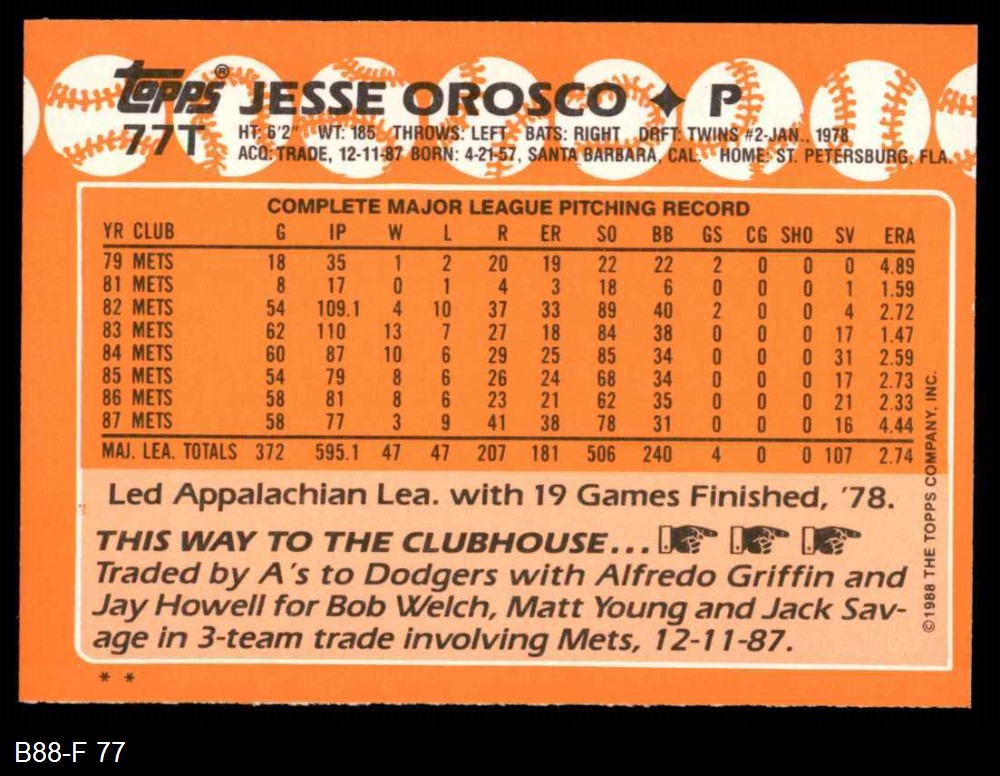 topps® JESSE OROSCO ✦ P
77T HT: 6'2" WT: 185 THROWS: LEFT BATS: RIGHT DRFT: TWINS #2-JAN., 1978
ACQ: TRADE, 12-11-87 BORN: 4-21-57, SANTA BARBARA, CAL. HOME: ST. PETERSBURG, FLA.
COMPLETE MAJOR LEAGUE PITCHING RECORD
YR CLUB G IP W L R ER SO BB GS CG SHO SV ERA
79 METS 18 35 1 2 20 19 22 22 2 0 0 0 4.89
81 METS 8 17 0 1 4 3 18 6 0 0 0 1 1.59
82 METS 54 109.1 4 10 37 33 89 40 2 0 0 4 2.72
83 METS 62 110 13 7 27 18 84 38 0 0 0 17 1.47
84 METS 60 87 10 6 29 25 85 34 0 0 0 31 2.59
85 METS 54 79 8 6 26 24 68 34 0 0 0 17 2.73
86 METS 58 81 8 6 23 21 62 35 0 0 0 21 2.33
87 METS 58 77 3 9 41 38 78 31 0 0 0 16 4.44
MAJ. LEA. TOTALS 372 595.1 47 47 207 181 506 240 4 0 0 107 2.74
Led Appalachian Lea. with 19 Games Finished, '78.
THIS WAY TO THE CLUBHOUSE...
Traded by A's to Dodgers with Alfredo Griffin and
Jay Howell for Bob Welch, Matt Young and Jack Sav-
age in 3-team trade involving Mets, 12-11-87.
©1988 THE TOPPS COMPANY, INC.
* *
B88-F 77